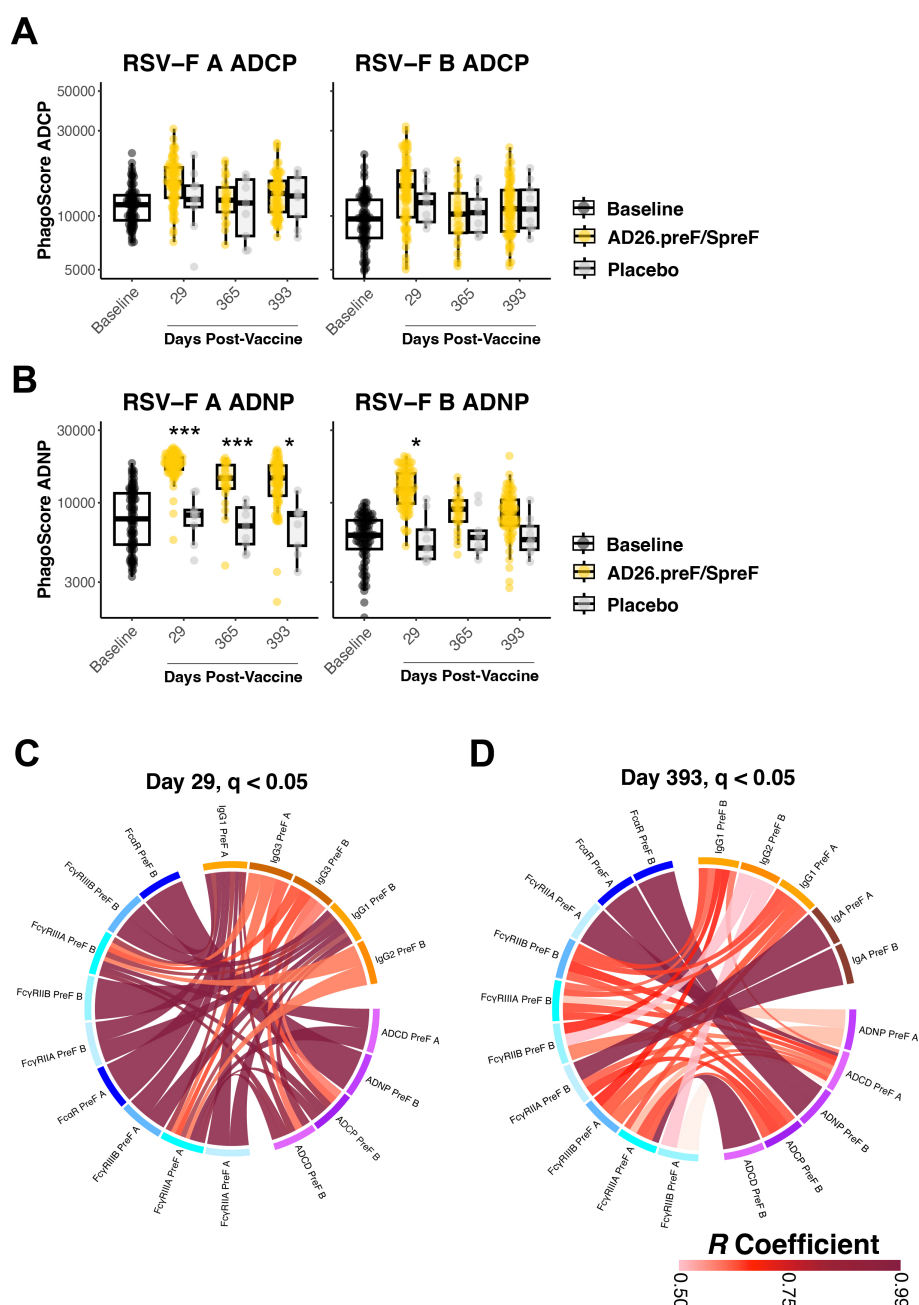 A
RSV−F A ADCP
RSV−F B ADCP
PhagoScore ADCP
50000
30000
10000
5000
Baseline
29
365
393
Days Post-Vaccine
Baseline
29
365
393
Days Post-Vaccine
Baseline
AD26.preF/SpreF
Placebo
B
RSV−F A ADNP
RSV−F B ADNP
PhagoScore ADNP
30000
10000
3000
***
***
*
*
Baseline
29
365
393
Days Post-Vaccine
Baseline
29
365
393
Days Post-Vaccine
Baseline
AD26.preF/SpreF
Placebo
C
Day 29, q < 0.05
IgG1 PreF A
IgG3 PreF A
IgG3 PreF B
IgG1 PreF B
IgG2 PreF B
ADCD PreF A
ADNP PreF B
ADCP PreF B
ADCD PreF B
FcγRIIA PreF A
FcγRIIIA PreF A
FcγRIIIB PreF A
FcαR PreF A
FcγRIIA PreF B
FcγRIIB PreF B
FcγRIIIA PreF B
FcγRIIIB PreF B
FcαR PreF B
D
Day 393, q < 0.05
IgG1 PreF B
IgG2 PreF B
IgG1 PreF A
IgA PreF A
IgA PreF B
ADNP PreF A
ADCD PreF A
ADNP PreF B
ADCP PreF B
ADCD PreF B
FcγRIIB PreF A
FcγRIIIA PreF A
FcγRIIIB PreF A
FcγRIIA PreF B
FcγRIIB PreF B
FcγRIIIA PreF B
FcγRIIIB PreF B
FcγRIIA PreF A
FcαR PreF A
FcαR PreF B
R Coefficient
0.50
0.75
0.99